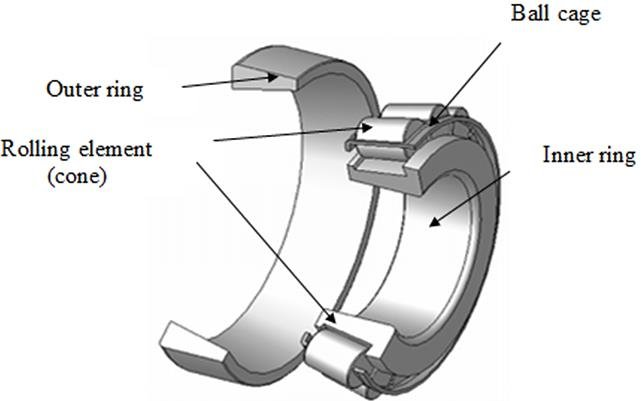 Ball cage
Outer ring
Rolling element
(cone)
Inner ring